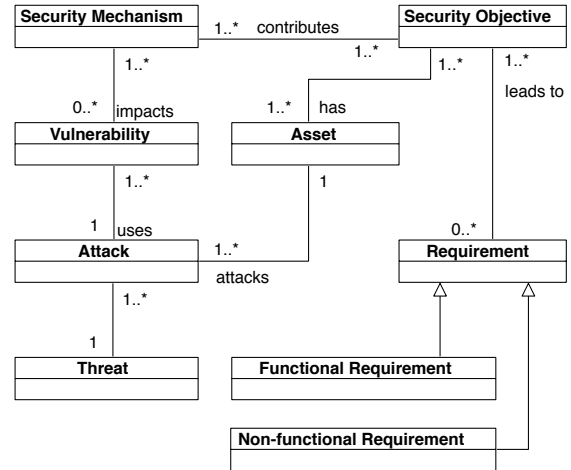 Security Mechanism
Security Objective
1..*
contributes
1..*
1..*
1..*
1..*
leads to
0..*
impacts
1..*
has
Vulnerability
Asset
1..*
1
1
uses
1..*
0..*
Attack
Requirement
attacks
1..*
1
Threat
Functional Requirement
Non-functional Requirement